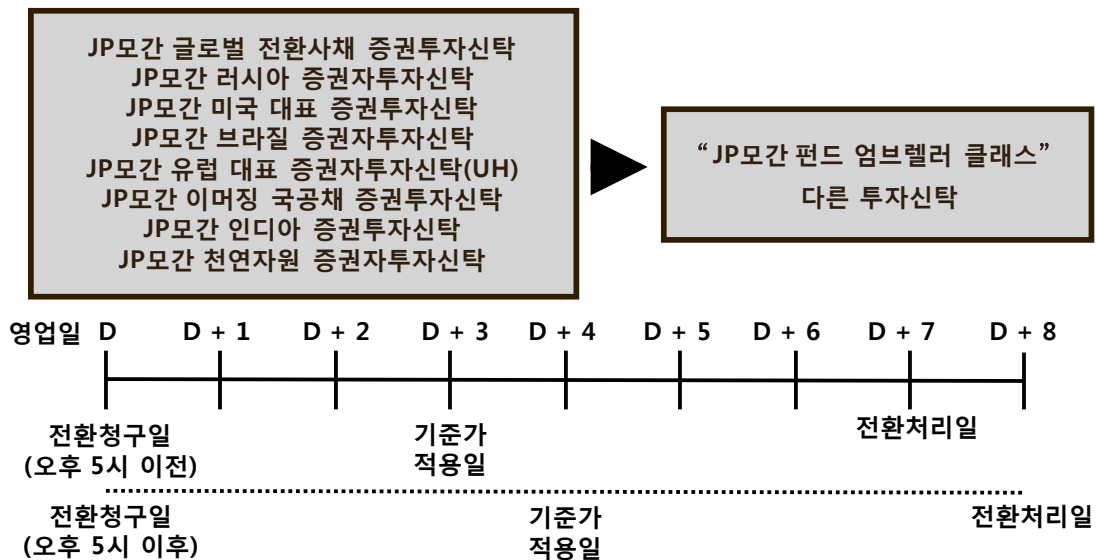 JP모간 글로벌 전환사채 증권투자신탁
JP모간 러시아 증권자투자신탁
JP모간 미국 대표 증권투자신탁
JP모간 브라질 증권자투자신탁
JP모간 유럽 대표 증권자투자신탁(UH)
JP모간 이머징 국공채 증권자투자신탁
JP모간 인디아 증권투자신탁
JP모간 천연자원 증권자투자신탁
“JP모간 펀드 엄브렐러 클래스”
다른 투자신탁
영업일 D D + 1 D + 2 D + 3 D + 4 D + 5 D + 6 D + 7 D + 8
전환청구일 기준가 전환처리일
(오후 5시 이전) 적용일
전환청구일 기준가 전환처리일
(오후 5시 이후) 적용일